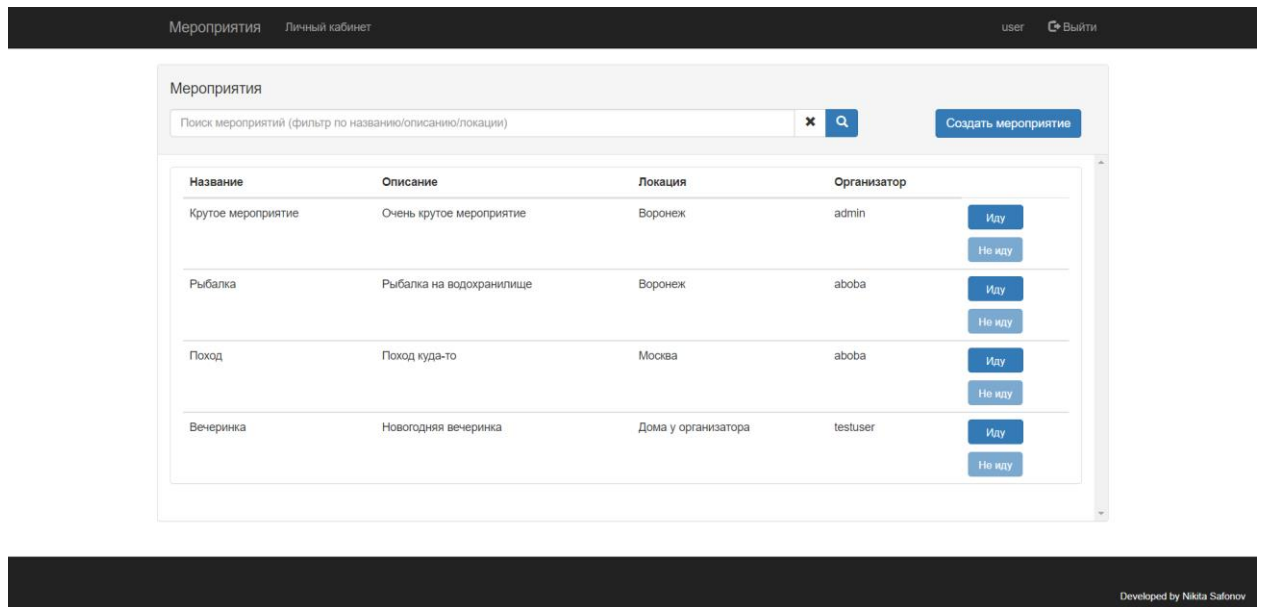 Мероприятия Личный кабинет user Выйти
Мероприятия
Поиск мероприятий (фильтр по названию/описанию/локации)
Создать мероприятие
Название Описание Локация Организатор
Крутое мероприятие Очень крутое мероприятие Воронеж admin Иду
Не иду
Рыбалка Рыбалка на водохранилище Воронеж aboba Иду
Не иду
Поход Поход куда-то Москва aboba Иду
Не иду
Вечеринка Новогодняя вечеринка Дома у организатора testuser Иду
Не иду
Developed by Nikita Safonov